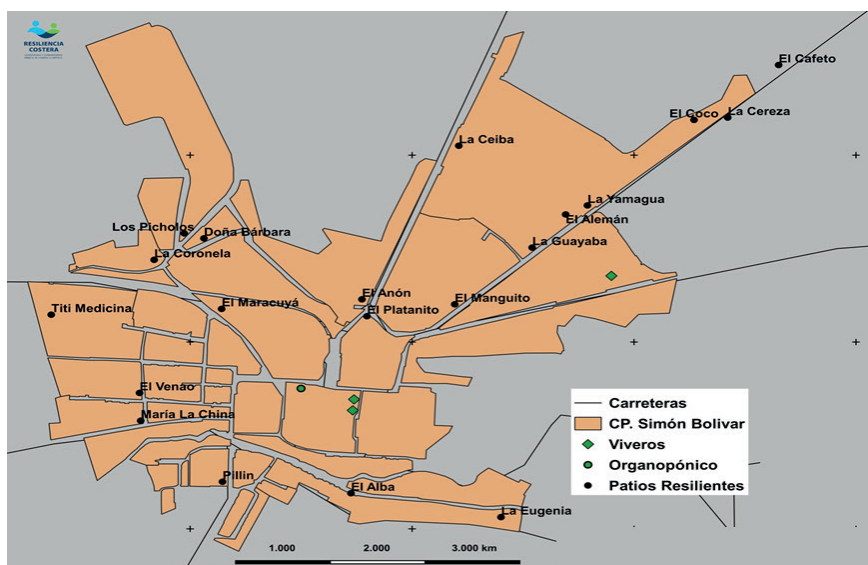 RESILIENCIA
COSTERA
El Cafeto
El Coco
La Cereza
La Ceiba
La Yamagua
El Alemán
Los Picholos
Doña Bárbara
La Guayaba
La Coronela
El Anón
El Manguito
Titi Medicina
El Maracuyá
El Platanito
El Venao
María La China
Carreteras
CP. Simón Bolivar
Viveros
Organopónico
Patios Resilientes
Pillin
El Alba
La Eugenia
1.000 2.000 3.000 km